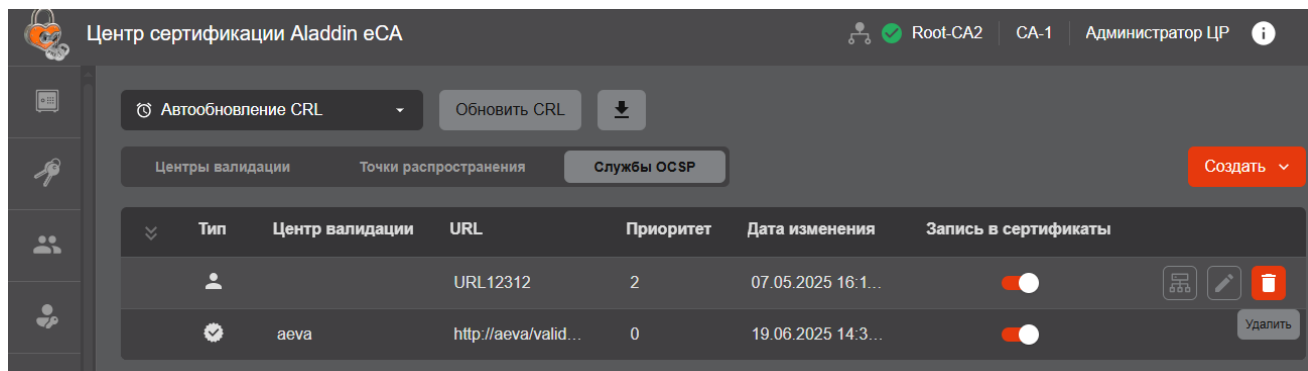 Центр сертификации Aladdin eCA Root-CA2 CA-1 Администратор ЦР i
Автообновление CRL Обновить CRL
Центры валидации Точки распространения Службы OCSP Создать
Тип Центр валидации URL Приоритет Дата изменения Запись в сертификаты
URL12312 2 07.05.2025 16:1...
Удалить
aeva http://aeva/valid... 0 19.06.2025 14:3...